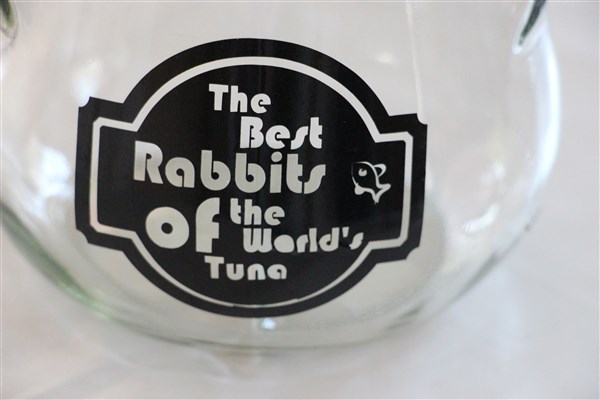 The
Best
Rabbits
of the
World's
Tuna